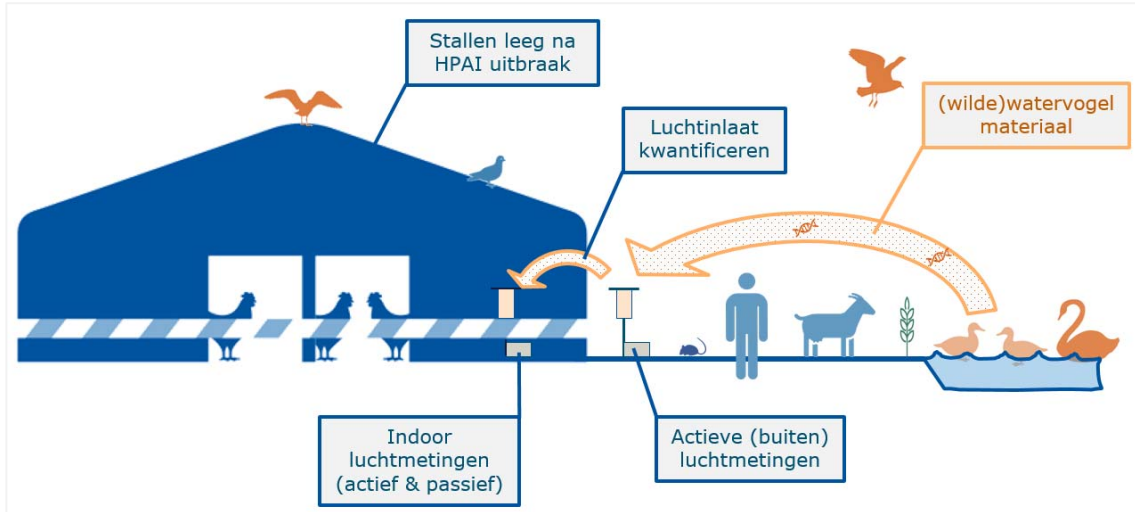 Stallen leeg na
HPAI uitbraak
Luchtinlaat
kwantificeren
(wilde)watervogel
materiaal
Indoor
luchtmetingen
(actief & passief)
Actieve (buiten)
luchtmetingen